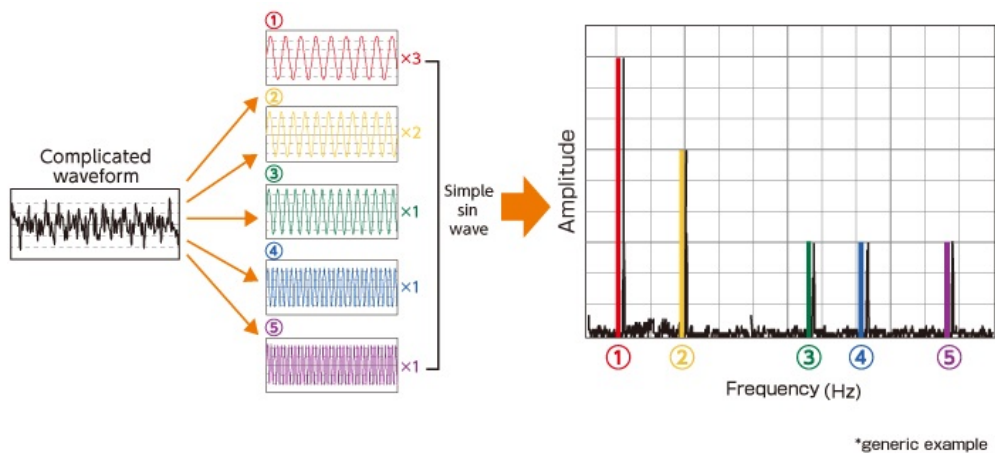 Complicated
waveform
①
×3
②
×2
③
×1
④
×1
⑤
×1
Simple
sin
wave
Amplitude
① ② ③ ④ ⑤
Frequency (Hz)
*generic example